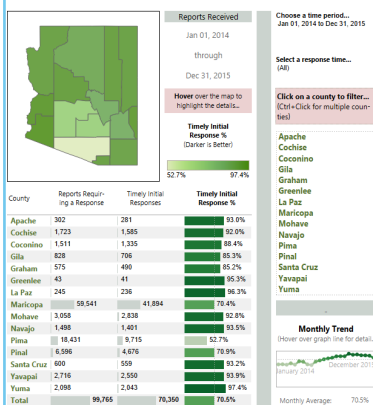 Reports Received
Jan 01, 2014
through
Dec 31, 2015
Hover over the map to
highlight the details...
Timely Initial
Response %
(Darker is Better)
52.7% 97.4%
County Reports Requir-
ing a Response Timely Initial
Responses Timely Initial
Response %
Apache 302 281 93.0%
Cochise 1,723 1,585 92.0%
Coconino 1,511 1,335 88.4%
Gila 828 706 85.3%
Graham 575 490 85.2%
Greenlee 43 41 95.3%
La Paz 245 236 96.3%
Maricopa 59,541 41,894 70.4%
Mohave 3,058 2,838 92.8%
Navajo 1,498 1,401 93.5%
Pima 18,431 9,715 52.7%
Pinal 6,596 4,676 70.9%
Santa Cruz 600 559 93.2%
Yavapai 2,716 2,550 93.9%
Yuma 2,098 2,043 97.4%
Total 99,765 70,350 70.5%
Choose a time period...
Jan 01, 2014 to Dec 31, 2015
Select a response time...
(All)
Click on a county to filter...
(Ctrl+Click for multiple coun-
ties)
Apache
Cochise
Coconino
Gila
Graham
Greenlee
La Paz
Maricopa
Mohave
Navajo
Pima
Pinal
Santa Cruz
Yavapai
Yuma
Monthly Trend
(Hover over graph line for detail.
January 2014 December 201
Monthly Average: 70.5%